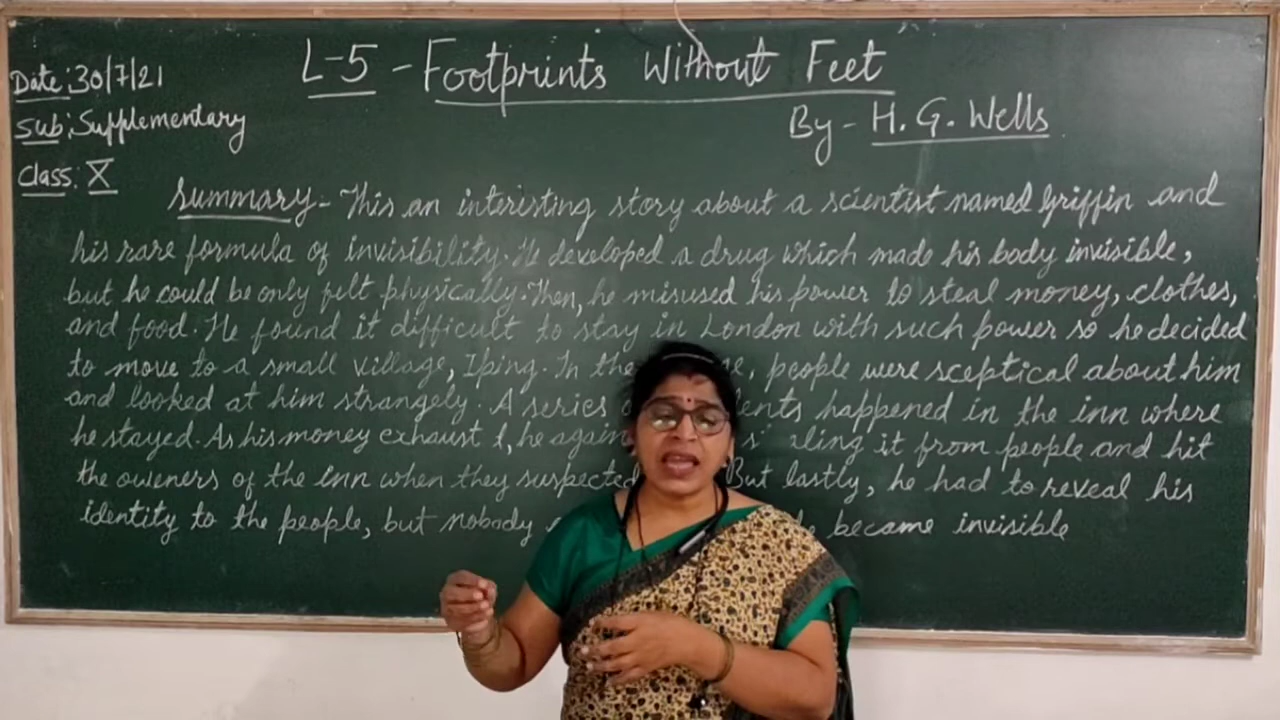 L-5 - Footprints Without Feet
Date: 30/7/21
Sub: Supplementary
By - H. G. Wells
Class: X
Summary - This an interesting story about a scientist named Griffin and
his rare formula of invisibility. He developed a drug which made his body invisible,
but he could be only felt physically. Then, he misused his power to steal money, clothes,
and food. He found it difficult to stay in London with such power so he decided
to move to a small village, Iping. In the people were sceptical about him
and looked at him strangely. A series happened in the inn where
he stayed. As his money exhaust he again it from people and hit
the oweners of the inn when they suspected But lastly, he had to reveal his
identity to the people, but nobody became invisible